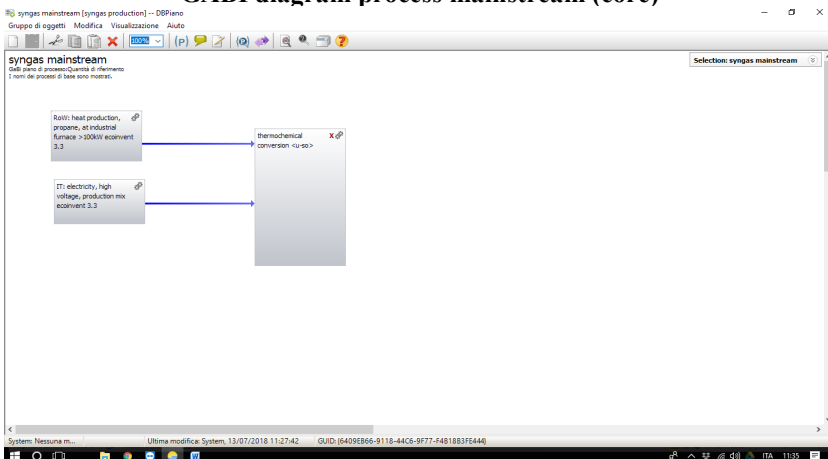 GABI diagram process mainstream (core)
syngas mainstream [syngas production] -- DBPiano
Gruppo di oggetti Modifica Visualizzazione Aiuto
100%
syngas mainstream
GaBi piano di processo:Quantità di riferimento
I nomi dei processi di base sono mostrati.
Selection: syngas mainstream
RoW: heat production,
propane, at industrial
furnace >100kW ecoinvent
3.3
thermochemical
conversion <u-so>
IT: electricity, high
voltage, production mix
ecoinvent 3.3
System: Nessuna m... Ultima modifica: System, 13/07/2018 11:27:42 GUID: {6409EB66-9118-44C6-9F77-F4B18B3FE444}
ITA 11:35